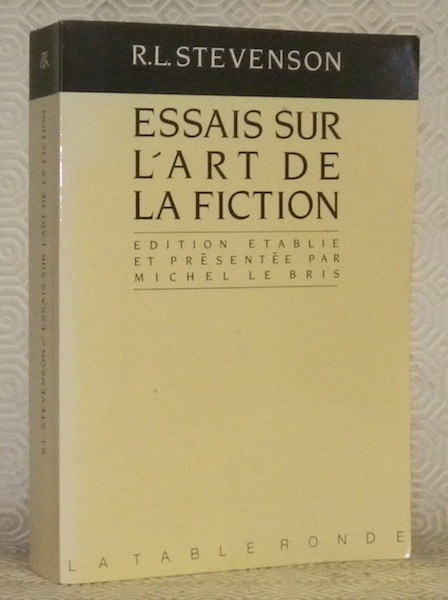 R.L. STEVENSON
ESSAIS SUR
L'ART DE
LA FICTION
EDITION ETABLIE
ET PRÉSENTÉE PAR
MICHEL LE BRIS
LA TABLE RONDE
R.L. STEVENSON / ESSAIS SUR L'ART DE LA FICTION